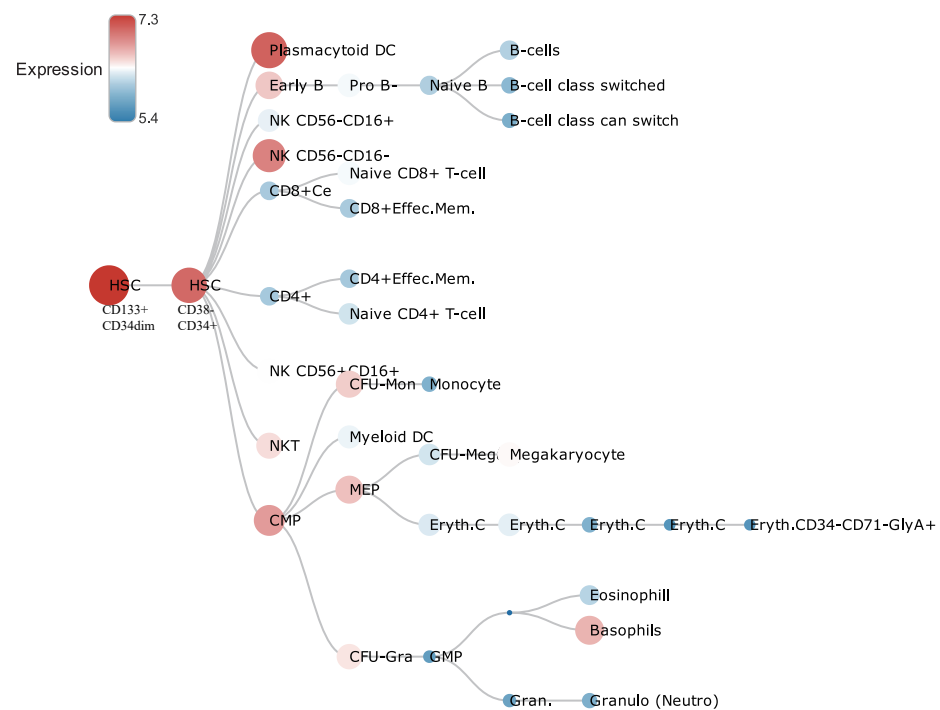 7.3
Expression
5.4
Plasmacytoid DC
B-cells
Early B
Pro B-
Naive B
B-cell class switched
NK CD56-CD16+
B-cell class can switch
NK CD56-CD16-
Naive CD8+ T-cell
CD8+Ce
CD8+Effec.Mem.
HSC
CD133+
CD34dim
HSC
CD38-
CD34+
CD4+Effec.Mem.
CD4+
Naive CD4+ T-cell
NK CD56+CD16+
CFU-Mon
Monocyte
Myeloid DC
NKT
CFU-Meg
Megakaryocyte
MEP
CMP
Eryth.C
Eryth.C
Eryth.C
Eryth.C
Eryth.CD34-CD71-GlyA+
Eosinophill
Basophils
CFU-Gra
GMP
Gran.
Granulo (Neutro)